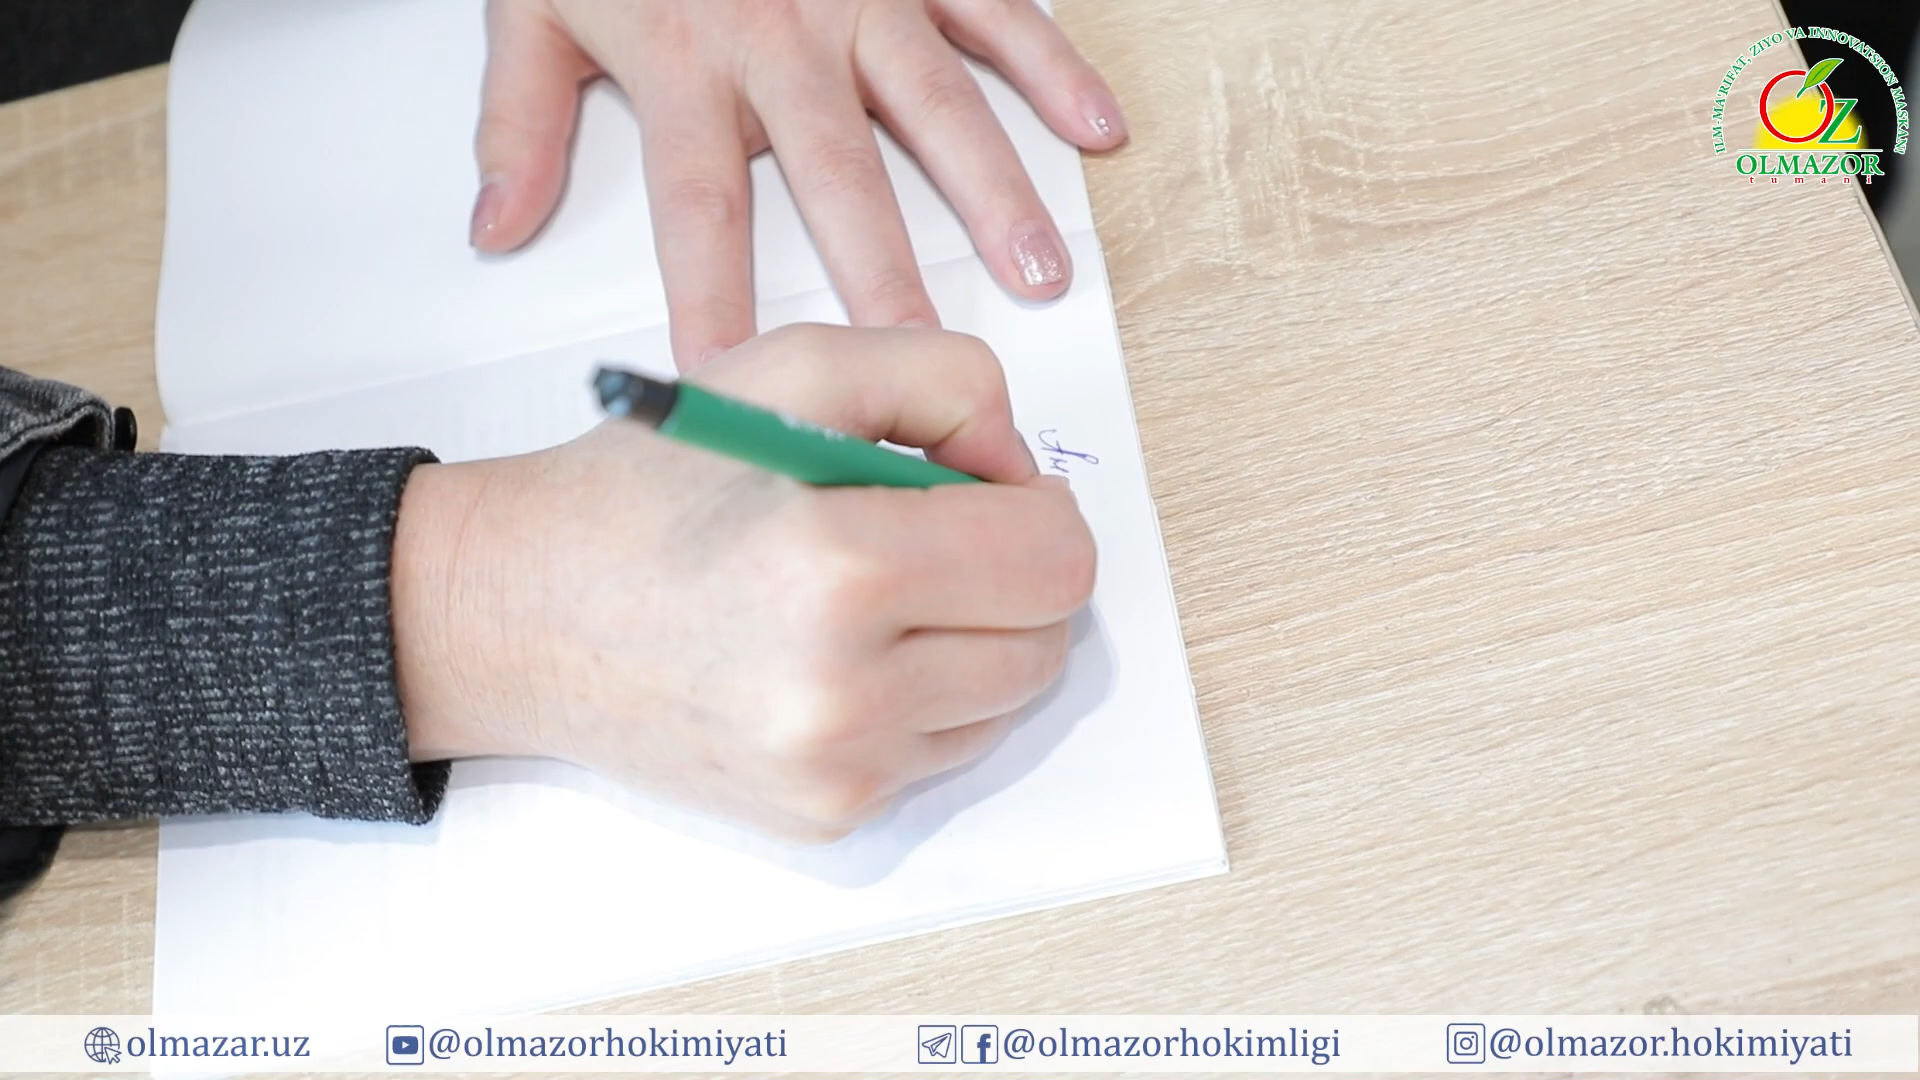 ILM-MA'RIFAT, ZIYO VA INNOVATSION MASKANI
O'Z
OLMAZOR
tumani
olmazar.uz
@olmazorhokimiyati
@olmazorhokimligi
@olmazor.hokimiyati